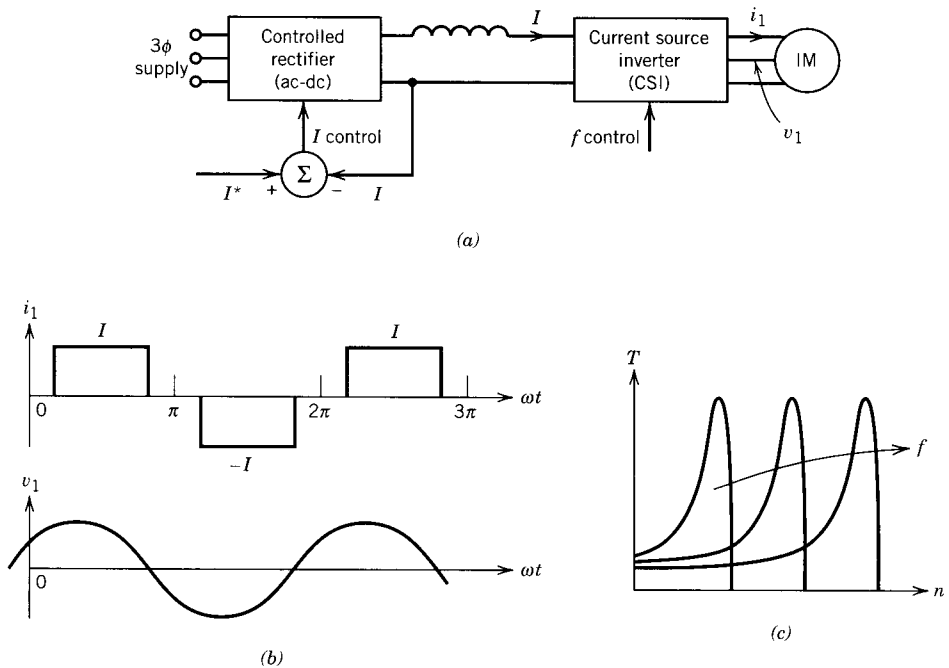 3ϕ
supply
Controlled
rectifier
(ac-dc)
I
Current source
inverter
(CSI)
i₁
IM
v₁
I control
f control
Σ
I* + − I
(a)
i₁
I
I
0
π
2π
3π
ωt
−I
v₁
0
ωt
(b)
T
f
n
(c)